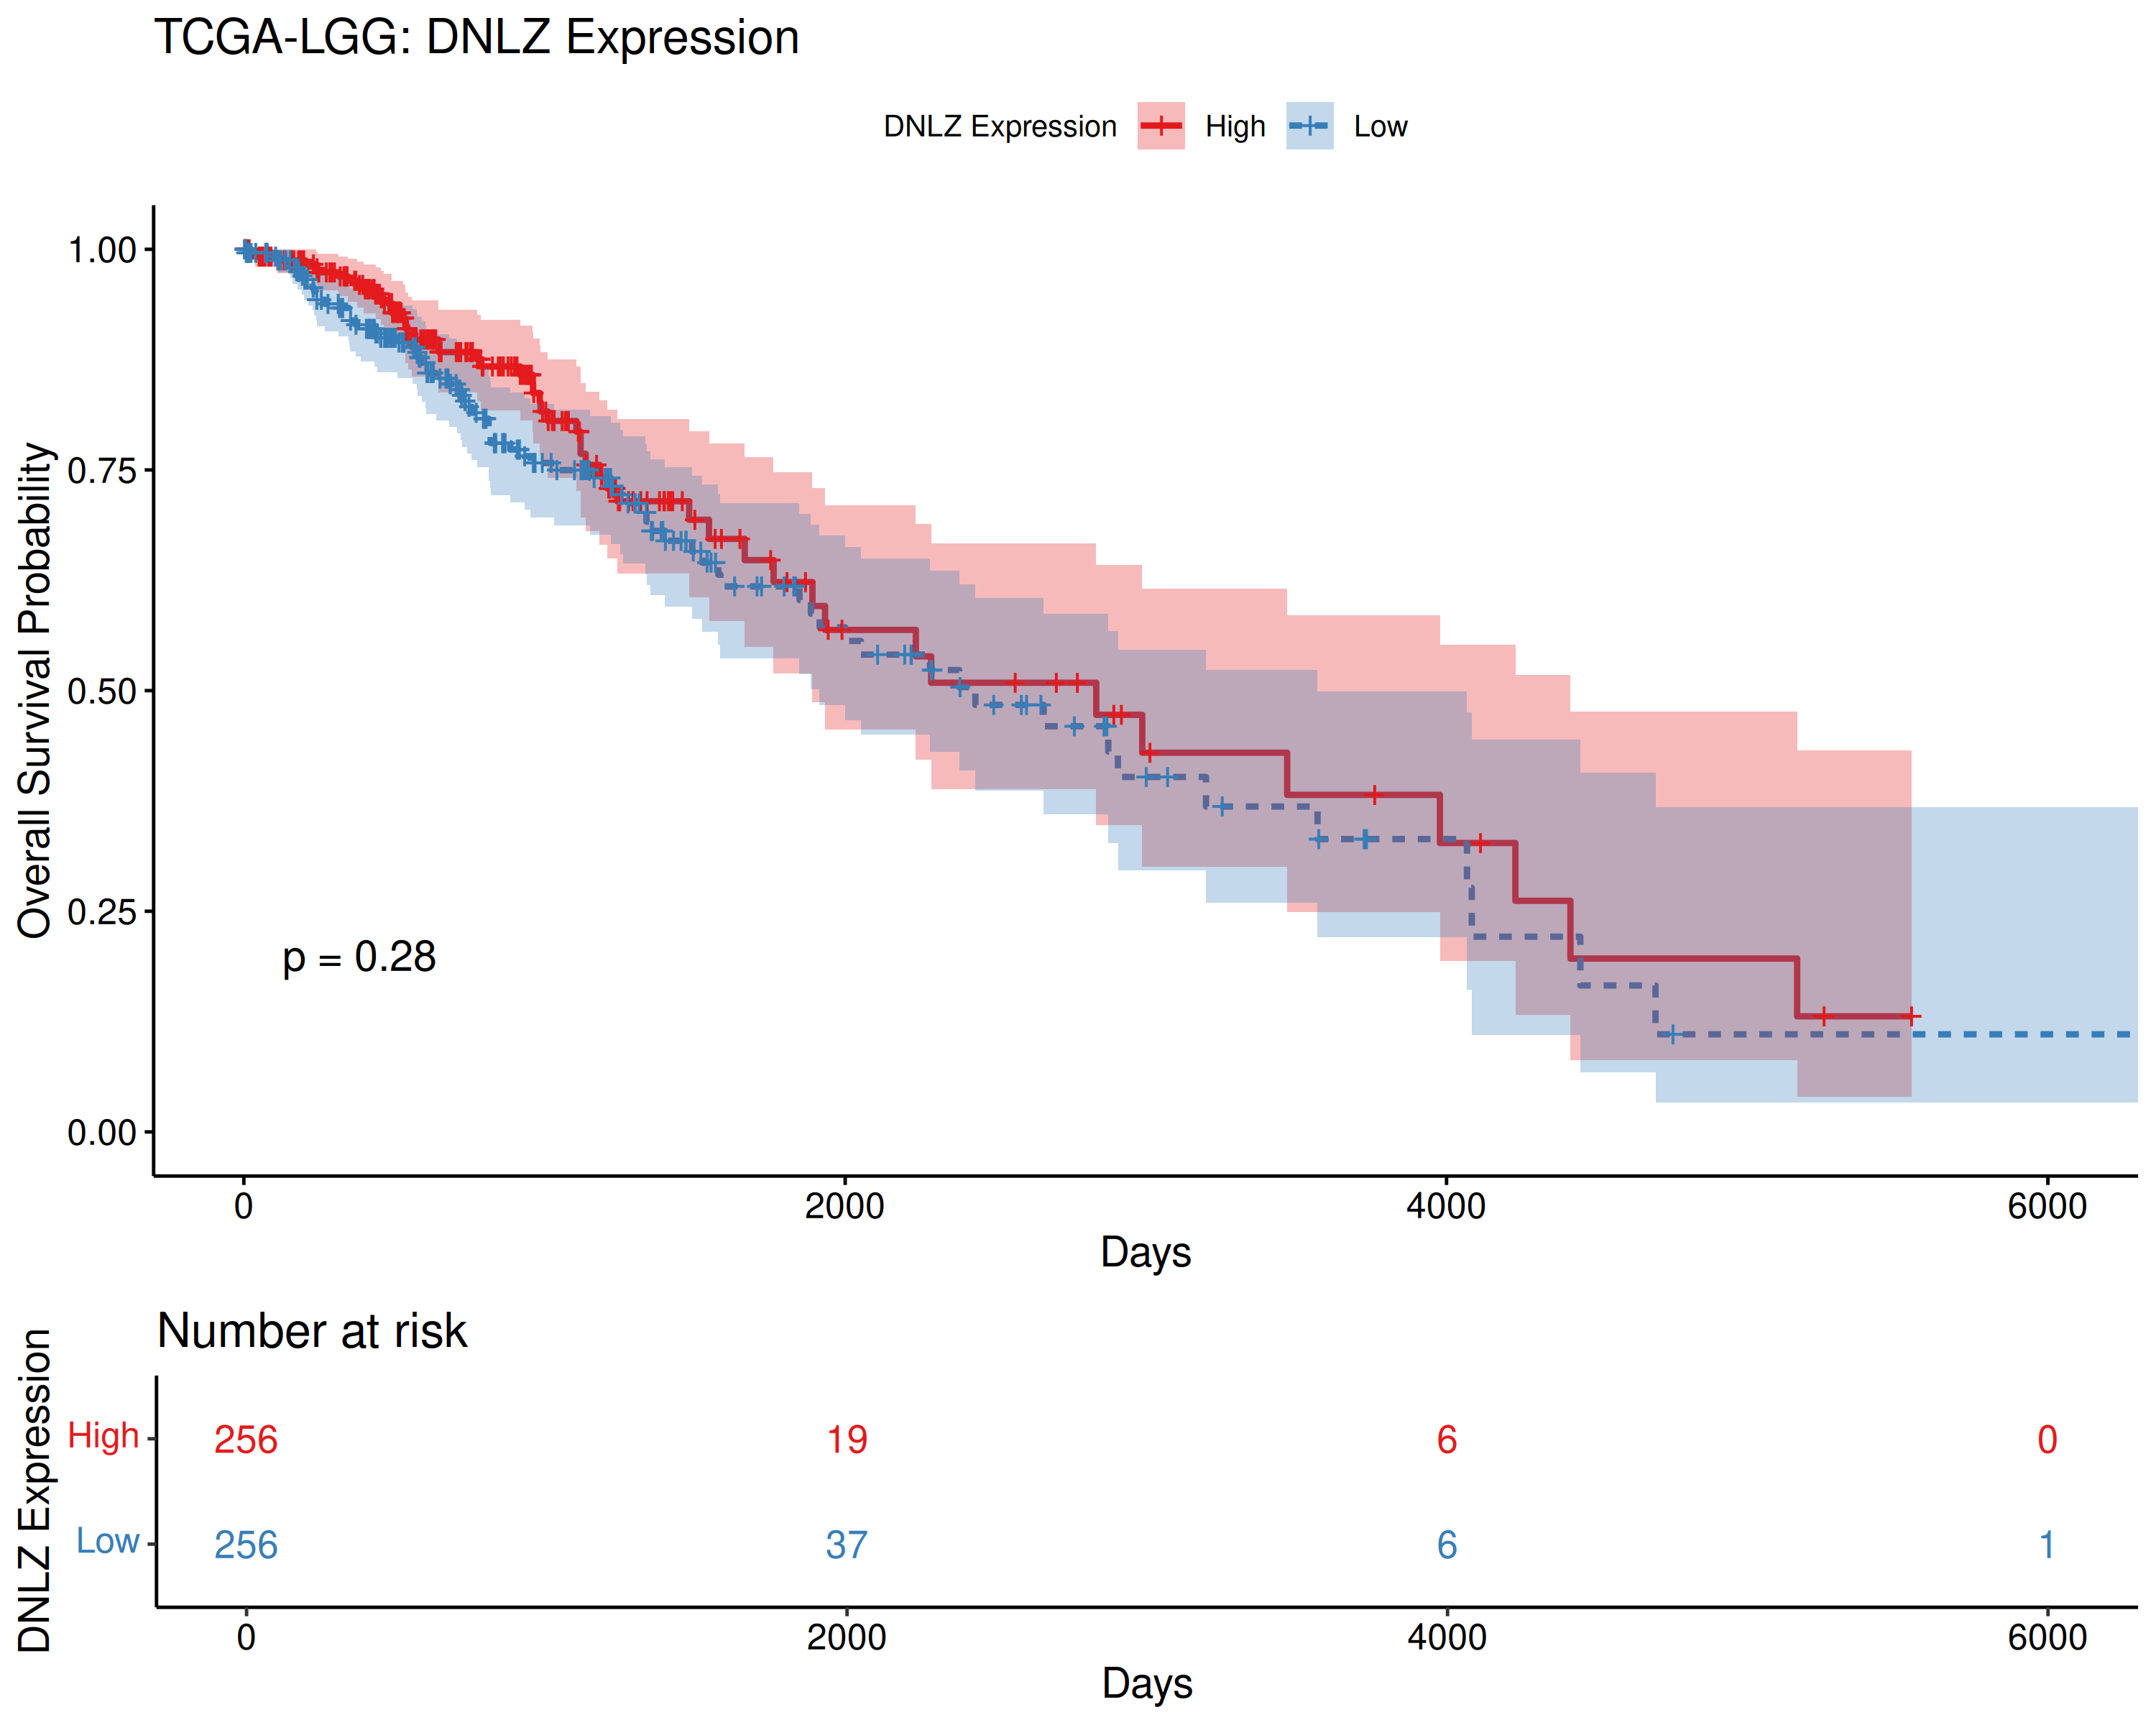 TCGA-LGG: DNLZ Expression
DNLZ Expression High Low
Overall Survival Probability
1.00
0.75
0.50
0.25
0.00
p = 0.28
0 2000 4000 6000
Days
Number at risk
DNLZ Expression
High 256 19 6 0
Low 256 37 6 1
0 2000 4000 6000
Days